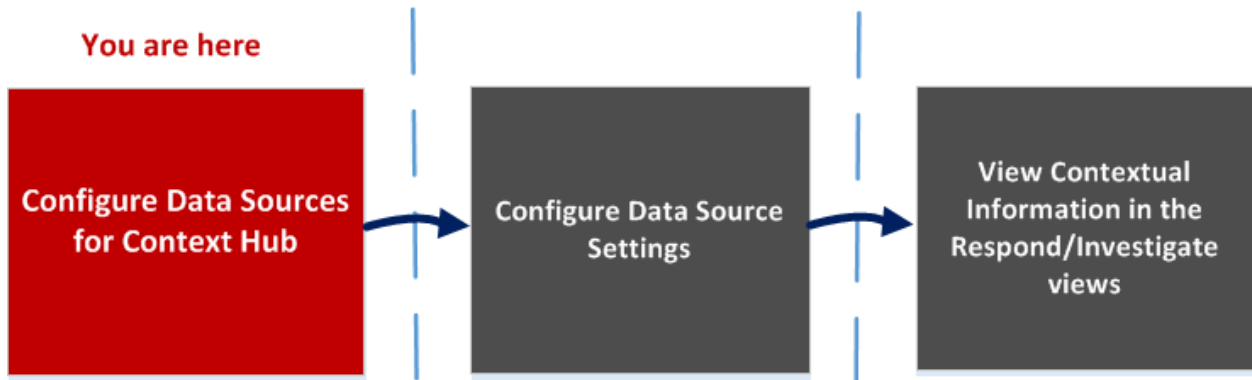 You are here
Configure Data Sources
for Context Hub
Configure Data Source
Settings
View Contextual
Information in the
Respond/Investigate
views